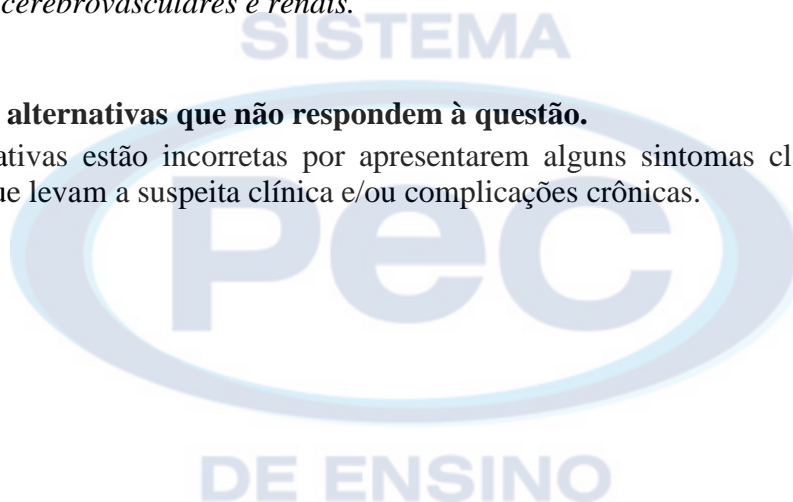 cerebrovasculares e renais.
SISTEMA
alternativas que não respondem à questão.
ativas estão incorretas por apresentarem alguns sintomas cl
ue levam a suspeita clínica e/ou complicações crônicas.
Pec
DE ENSINO